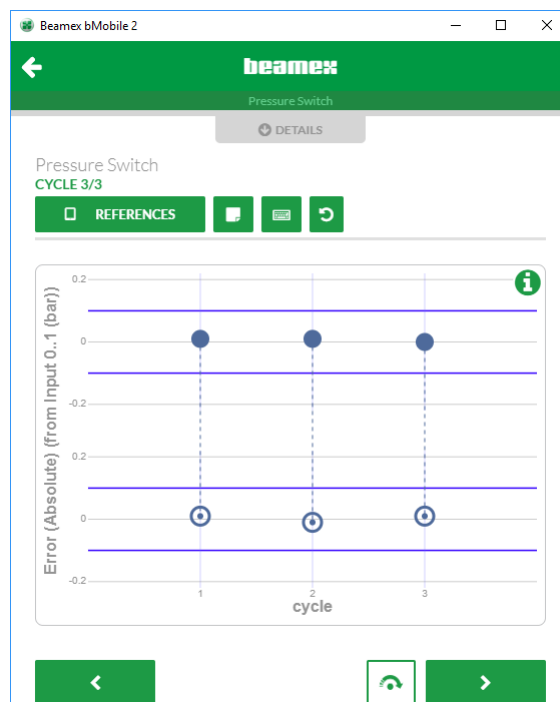 Beamex bMobile 2
beamex
Pressure Switch
DETAILS
Pressure Switch
CYCLE 3/3
REFERENCES
Error (Absolute) (from Input 0..1 (bar))
0.2
0
-0.2
0.2
0
-0.2
1 2 3
cycle